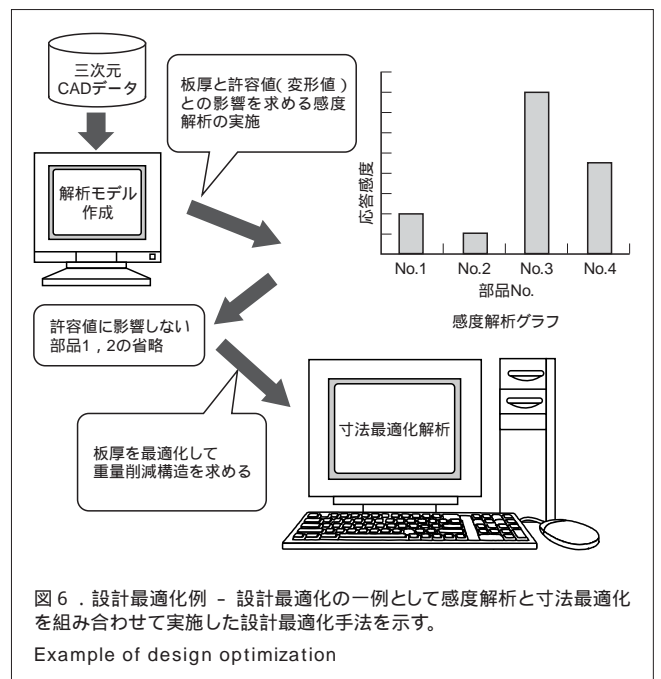 三次元
CADデータ
板厚と許容値(変形値)
との影響を求める感度
解析の実施
解析モデル
作成
応答感度
No.1 No.2 No.3 No.4
部品No.
感度解析グラフ
許容値に影響しない
部品1,2の省略
板厚を最適化して
重量削減構造を求める
寸法最適化解析
図6.設計最適化例 - 設計最適化の一例として感度解析と寸法最適化
を組み合わせて実施した設計最適化手法を示す。
Example of design optimization